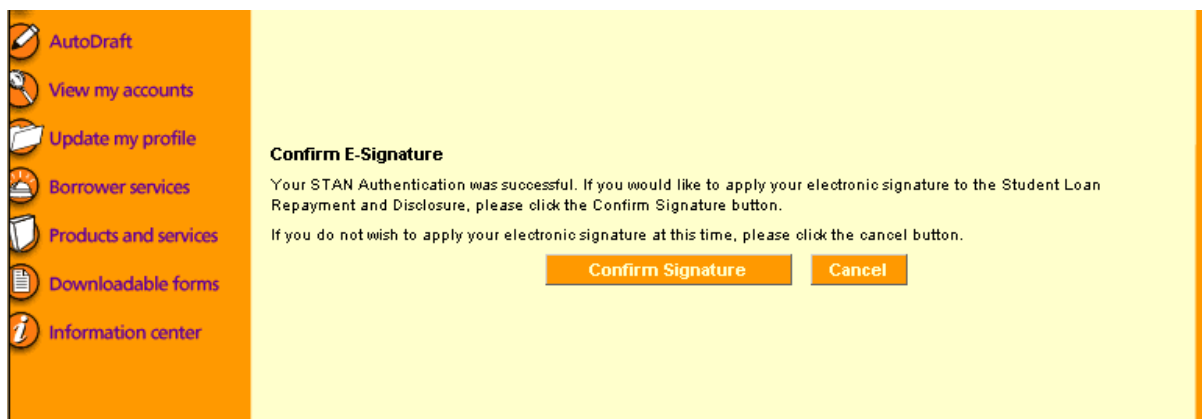 AutoDraft
View my accounts
Update my profile
Borrower services
Products and services
Downloadable forms
Information center
Confirm E-Signature
Your STAN Authentication was successful. If you would like to apply your electronic signature to the Student Loan
Repayment and Disclosure, please click the Confirm Signature button.
If you do not wish to apply your electronic signature at this time, please click the cancel button.
Confirm Signature Cancel